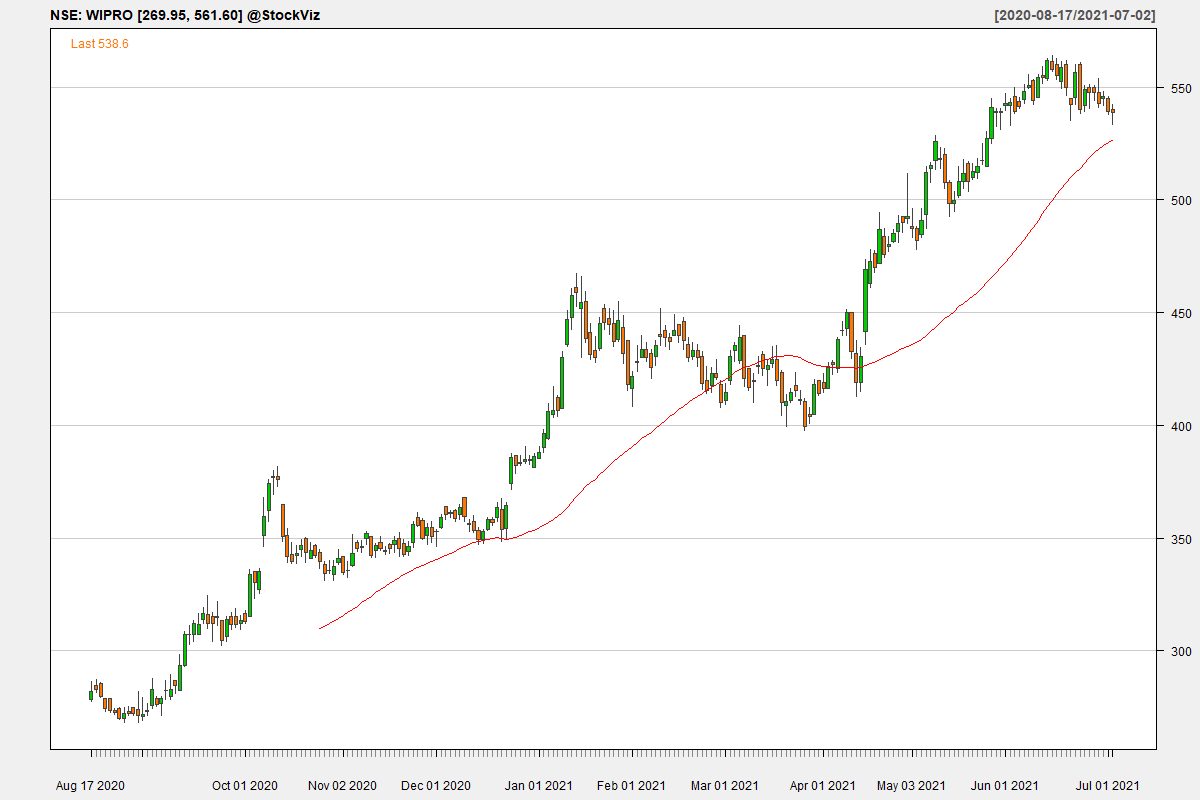 NSE: WIPRO [269.95, 561.60] @StockViz [2020-08-17/2021-07-02]
Last 538.6
550
500
450
400
350
300
Aug 17 2020 Oct 01 2020 Nov 02 2020 Dec 01 2020 Jan 01 2021 Feb 01 2021 Mar 01 2021 Apr 01 2021 May 03 2021 Jun 01 2021 Jul 01 2021